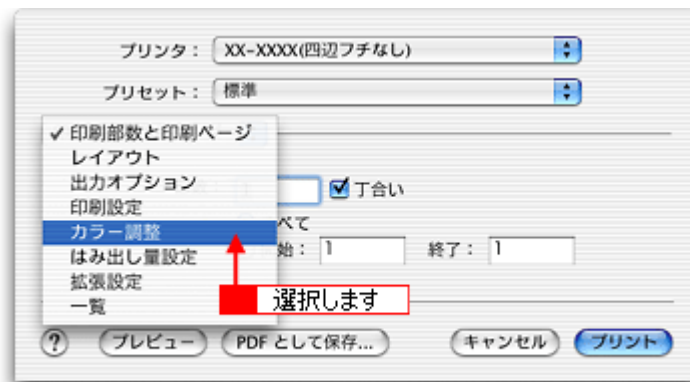 プリンタ： XX-XXXX(四辺フチなし)
プリセット： 標準
✓ 印刷部数と印刷ページ
レイアウト
出力オプション
1 丁合い
印刷設定
べて
カラー調整
始： 1 終了： 1
はみ出し量設定
拡張設定
選択します
一覧
? プレビュー PDF として保存... キャンセル プリント